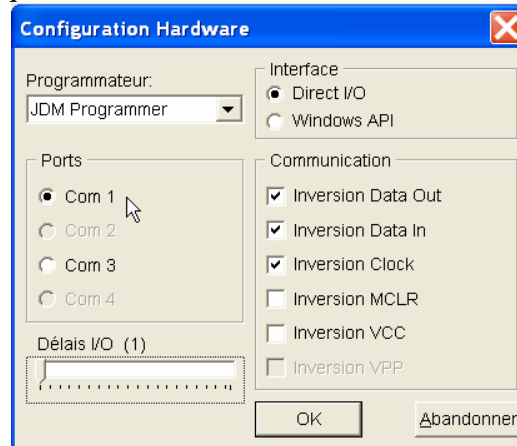 Configuration Hardware
Programmateur:
JDM Programmer
Interface
Direct I/O
Windows API
Ports
Com 1
Com 2
Com 3
Com 4
Communication
Inversion Data Out
Inversion Data In
Inversion Clock
Inversion MCLR
Inversion VCC
Inversion VPP
Délais I/O (1)
OK
Abandonner